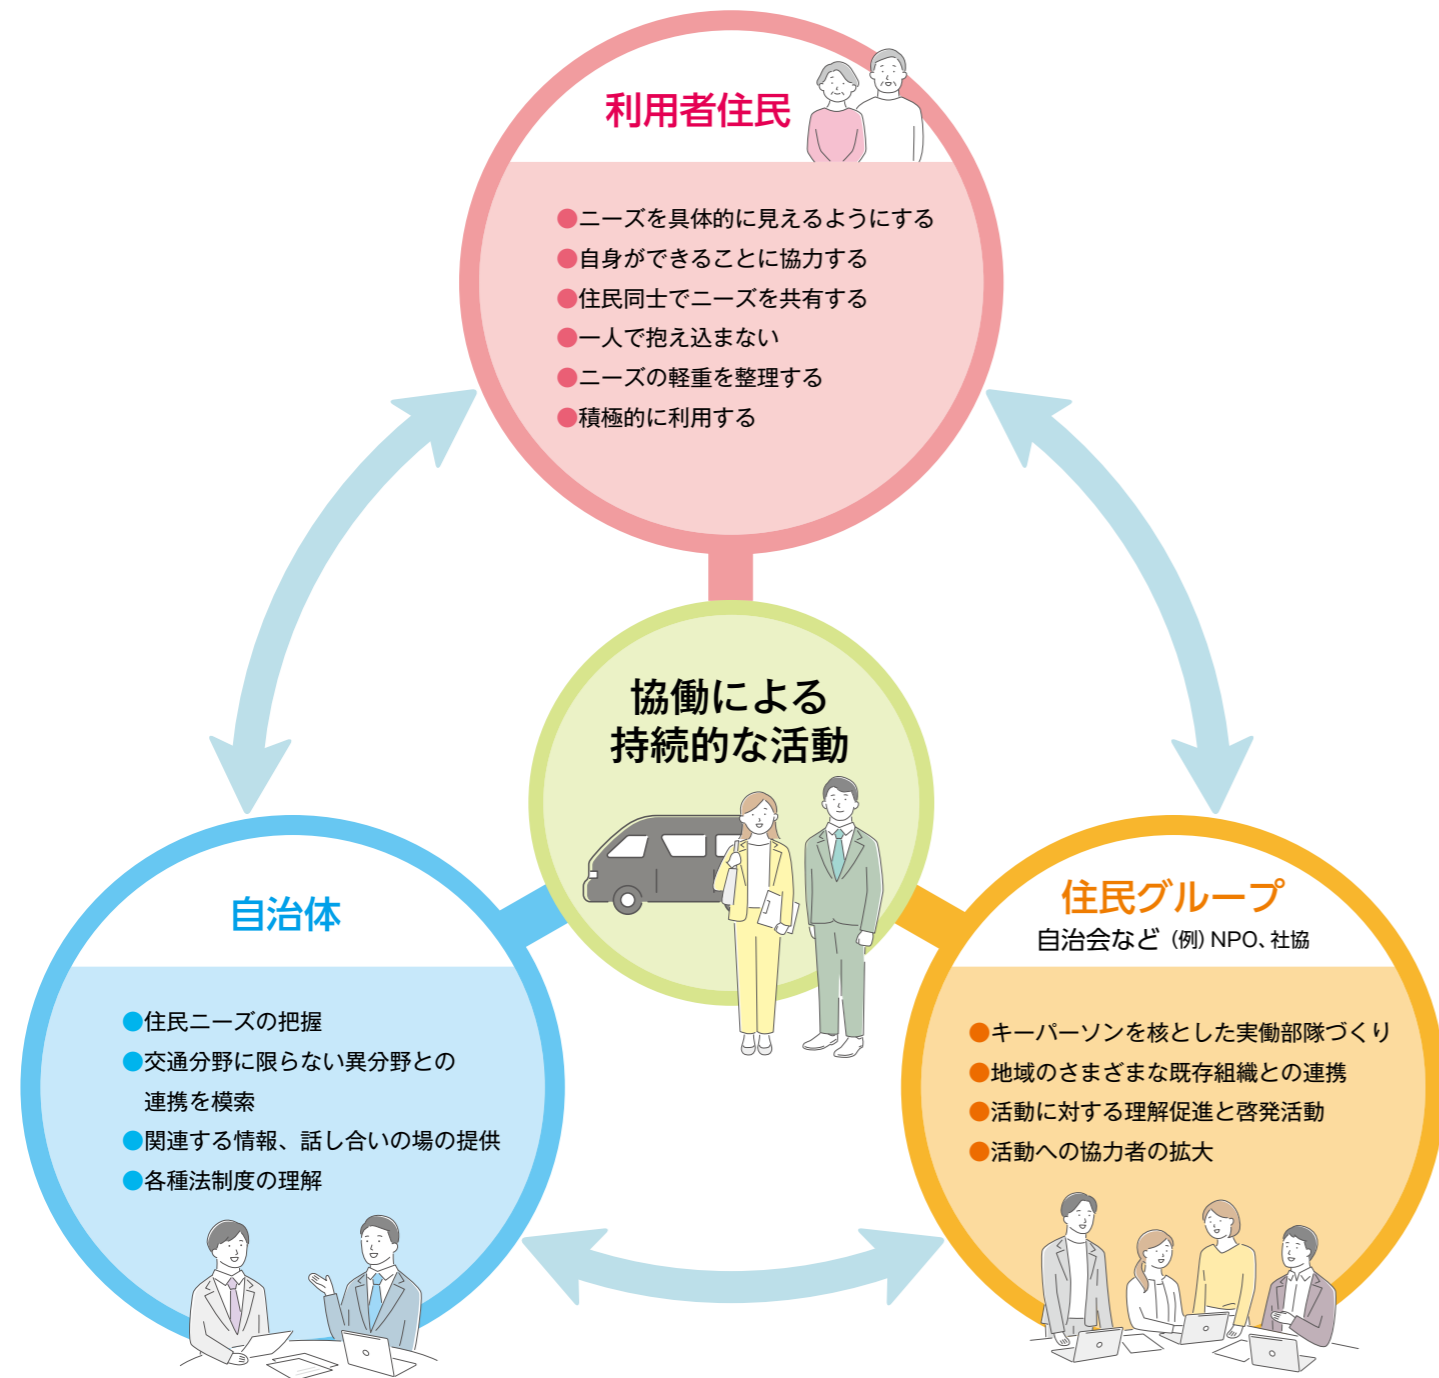 利用者住民
●ニーズを具体的に見えるようにする
●自身ができることに協力する
●住民同士でニーズを共有する
●一人で抱え込まない
●ニーズの軽重を整理する
●積極的に利用する
協働による
持続的な活動
自治体
●住民ニーズの把握
●交通分野に限らない異分野との
連携を模索
●関連する情報、話し合いの場の提供
●各種法制度の理解
住民グループ
自治会など（例）NPO、社協
●キーパーソンを核とした実働部隊づくり
●地域のさまざまな既存組織との連携
●活動に対する理解促進と啓発活動
●活動への協力者の拡大